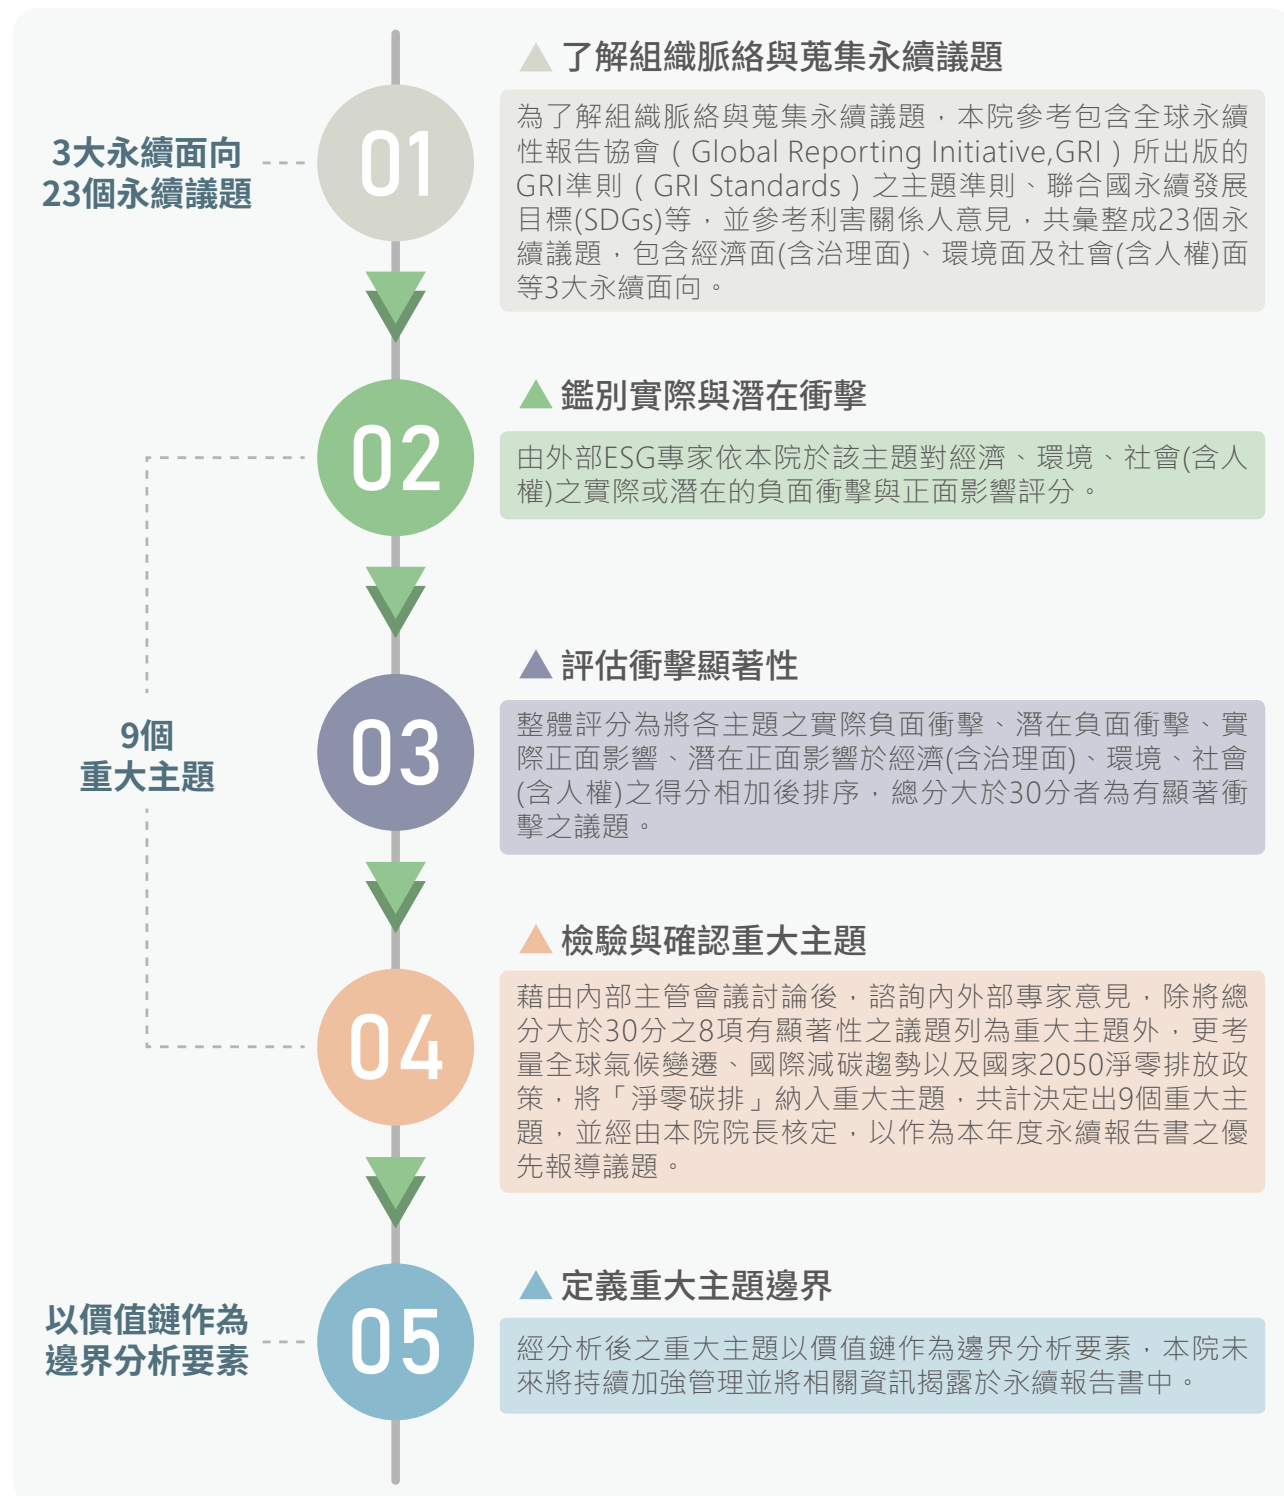 3大永續面向
23個永續議題
01
了解組織脈絡與蒐集永續議題
為了解組織脈絡與蒐集永續議題，本院參考包含全球永續
性報告協會（Global Reporting Initiative,GRI）所出版的
GRI準則（GRI Standards）之主題準則、聯合國永續發展
目標(SDGs)等，並參考利害關係人意見，共彙整成23個永
續議題，包含經濟面(含治理面)、環境面及社會(含人權)面
等3大永續面向。
02
鑑別實際與潛在衝擊
由外部ESG專家依本院於該主題對經濟、環境、社會(含人
權)之實際或潛在的負面衝擊與正面影響評分。
9個
重大主題
03
評估衝擊顯著性
整體評分為將各主題之實際負面衝擊、潛在負面衝擊、實
際正面影響、潛在正面影響於經濟(含治理面)、環境、社會
(含人權)之得分相加後排序，總分大於30分者為有顯著衝
擊之議題。
04
檢驗與確認重大主題
藉由內部主管會議討論後，諮詢內外部專家意見，除將總
分大於30分之8項有顯著性之議題列為重大主題外，更考
量全球氣候變遷、國際減碳趨勢以及國家2050淨零排放政
策，將「淨零碳排」納入重大主題，共計決定出9個重大主
題，並經由本院院長核定，以作為本年度永續報告書之優
先報導議題。
以價值鏈作為
邊界分析要素
05
定義重大主題邊界
經分析後之重大主題以價值鏈作為邊界分析要素，本院未
來將持續加強管理並將相關資訊揭露於永續報告書中。